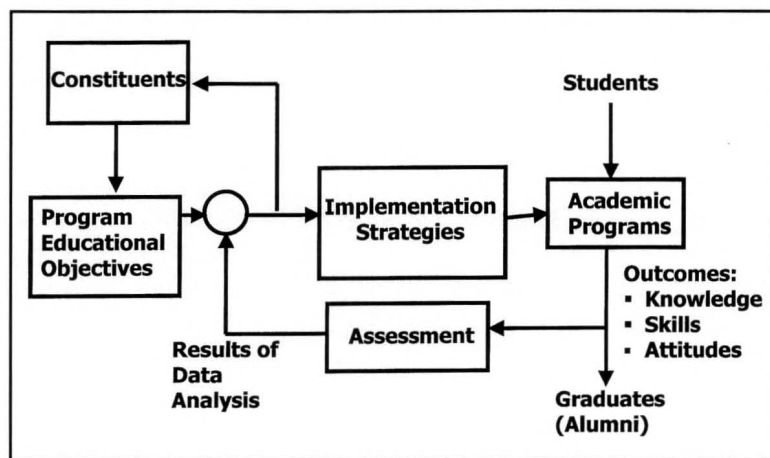 Constituents
Students
Program
Educational
Objectives
Implementation
Strategies
Academic
Programs
Outcomes:
▪ Knowledge
▪ Skills
▪ Attitudes
Assessment
Results of
Data
Analysis
Graduates
(Alumni)